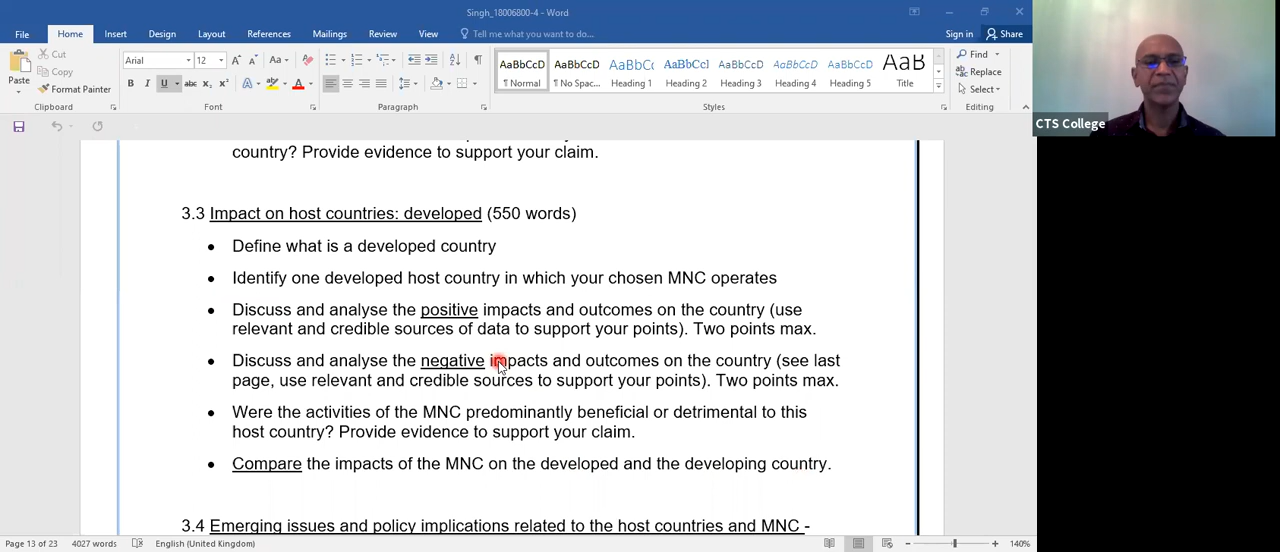 Singh_18006800-4 - Word
File Home Insert Design Layout References Mailings Review View Tell me what you want to do... Sign in Share
Paste
Cut
Copy
Format Painter
Arial 12
Clipboard Font Paragraph Styles Editing
AaBbCcD ¶ Normal
AaBbCcD ¶ No Spac...
AaBbC Heading 1
AaBbCcI Heading 2
AaBbCcD Heading 3
AaBbCcD Heading 4
AaBbCcD Heading 5
AaB Title
Find
Replace
Select
CTS College
country? Provide evidence to support your claim.
3.3 Impact on host countries: developed (550 words)
• Define what is a developed country
• Identify one developed host country in which your chosen MNC operates
• Discuss and analyse the positive impacts and outcomes on the country (use
relevant and credible sources of data to support your points). Two points max.
• Discuss and analyse the negative impacts and outcomes on the country (see last
page, use relevant and credible sources to support your points). Two points max.
• Were the activities of the MNC predominantly beneficial or detrimental to this
host country? Provide evidence to support your claim.
• Compare the impacts of the MNC on the developed and the developing country.
3.4 Emerging issues and policy implications related to the host countries and MNC -
Page 13 of 23 4027 words English (United Kingdom) 140%